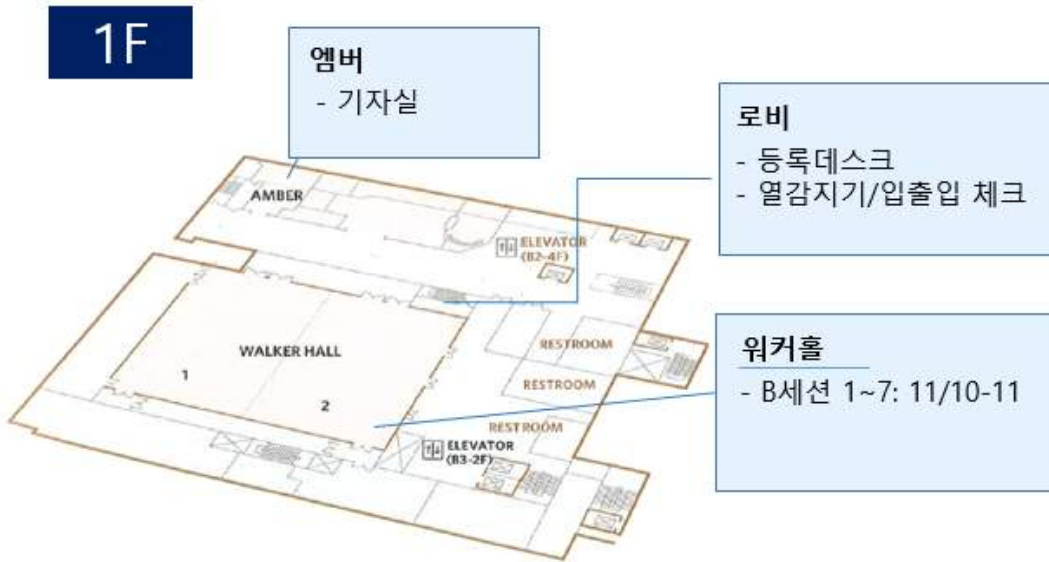 1F
엠버
- 기자실
로비
- 등록데스크
- 열감지기/입출입 체크
AMBER
ELEVATOR
(B2-4F)
WALKER HALL
1
2
RESTROOM
RESTROOM
RESTROOM
ELEVATOR
(B3-2F)
워커홀
- B세션 1~7: 11/10-11